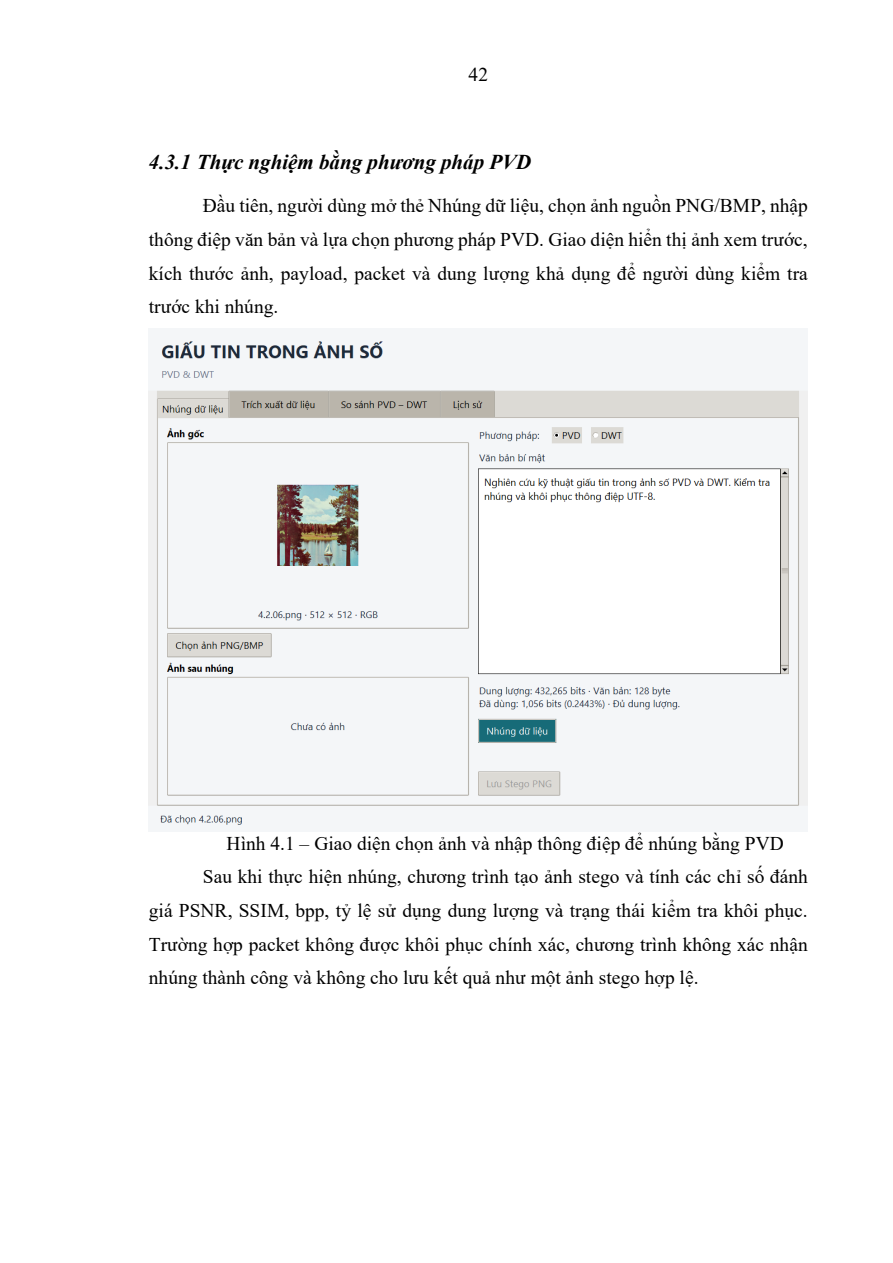 42
4.3.1 Thực nghiệm bằng phương pháp PVD
Đầu tiên, người dùng mở thẻ Nhúng dữ liệu, chọn ảnh nguồn PNG/BMP, nhập
thông điệp văn bản và lựa chọn phương pháp PVD. Giao diện hiển thị ảnh xem trước,
kích thước ảnh, payload, packet và dung lượng khả dụng để người dùng kiểm tra
trước khi nhúng.
GIẤU TIN TRONG ẢNH SỐ
PVD & DWT
Nhúng dữ liệu Trích xuất dữ liệu So sánh PVD – DWT Lịch sử
Ảnh gốc
4.2.06.png · 512 × 512 · RGB
Chọn ảnh PNG/BMP
Ảnh sau nhúng
Chưa có ảnh
Phương pháp: PVD DWT
Văn bản bí mật
Nghiên cứu kỹ thuật giấu tin trong ảnh số PVD và DWT. Kiểm tra
nhúng và khôi phục thông điệp UTF-8.
Dung lượng: 432,265 bits · Văn bản: 128 byte
Đã dùng: 1,056 bits (0.2443%) · Đủ dung lượng.
Nhúng dữ liệu
Lưu Stego PNG
Đã chọn 4.2.06.png
Hình 4.1 – Giao diện chọn ảnh và nhập thông điệp để nhúng bằng PVD
Sau khi thực hiện nhúng, chương trình tạo ảnh stego và tính các chỉ số đánh
giá PSNR, SSIM, bpp, tỷ lệ sử dụng dung lượng và trạng thái kiểm tra khôi phục.
Trường hợp packet không được khôi phục chính xác, chương trình không xác nhận
nhúng thành công và không cho lưu kết quả như một ảnh stego hợp lệ.